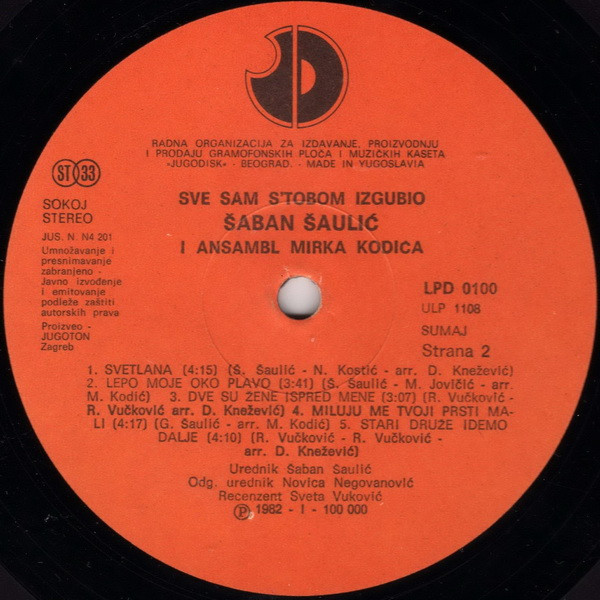 RADNA ORGANIZACIJA ZA IZDAVANJE, PROIZVODNJU
I PRODAJU GRAMOFONSKIH PLOČA I MUZIČKIH KASETA
»JUGODISK« - BEOGRAD. - MADE IN YUGOSLAVIA
ST 33
SOKOJ
STEREO
JUS. N. N4 201
Umnožavanje i
presnimavanje
zabranjeno -
Javno izvođenje
i emitovanje
podleže zaštiti
autorskih prava
Proizveo -
JUGOTON
Zagreb
SVE SAM S'TOBOM IZGUBIO
ŠABAN ŠAULIĆ
I ANSAMBL MIRKA KODIĆA
LPD 0100
ULP 1108
SUMAJ
Strana 2
1. SVETLANA (4:15) (Š. Šaulić - N. Kostić - arr. D. Knežević)
2. LEPO MOJE OKO PLAVO (3:41) (Š. Šaulić - M. Jovičić - arr.
M. Kodić) 3. DVE SU ŽENE ISPRED MENE (3:07) (R. Vučković -
R. Vučković arr. D. Knežević) 4. MILUJU ME TVOJI PRSTI MA-
LI (4:17) (G. Šaulić - arr. M. Kodić) 5. STARI DRUŽE IDEMO
DALJE (4:10) (R. Vučković - R. Vučković -
arr. D. Knežević)
Urednik Šaban Šaulić
Odg. urednik Novica Negovanović
Recenzent Sveta Vuković
Ⓟ 1982 - I - 100 000